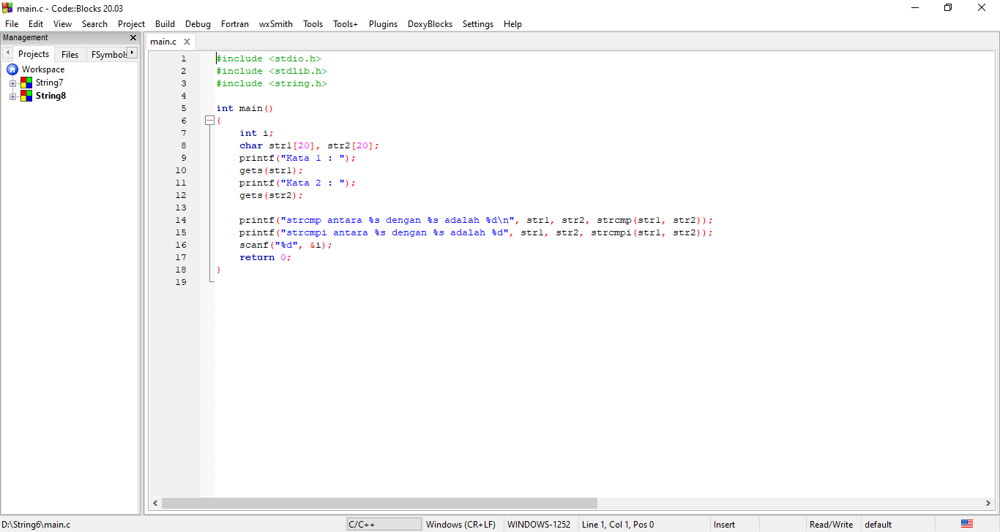 main.c - Code::Blocks 20.03
File Edit View Search Project Build Debug Fortran wxSmith Tools Tools+ Plugins DoxyBlocks Settings Help
Management
Projects Files FSymbols
Workspace
String7
String8
main.c
1 #include <stdio.h>
2 #include <stdlib.h>
3 #include <string.h>
4
5 int main()
6 {
7 int i;
8 char str1[20], str2[20];
9 printf("Kata 1 : ");
10 gets(str1);
11 printf("Kata 2 : ");
12 gets(str2);
13
14 printf("strcmp antara %s dengan %s adalah %d\n", str1, str2, strcmp(str1, str2));
15 printf("strcmpi antara %s dengan %s adalah %d", str1, str2, strcmpi(str1, str2));
16 scanf("%d", &i);
17 return 0;
18 }
19
D:\String6\main.c C/C++ Windows (CR+LF) WINDOWS-1252 Line 1, Col 1, Pos 0 Insert Read/Write default